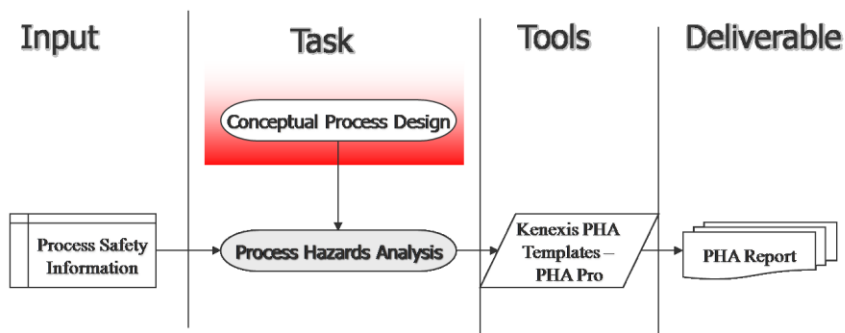 Input
Task
Tools
Deliverable
Conceptual Process Design
Process Safety
Information
Process Hazards Analysis
Kenexis PHA
Templates –
PHA Pro
PHA Report